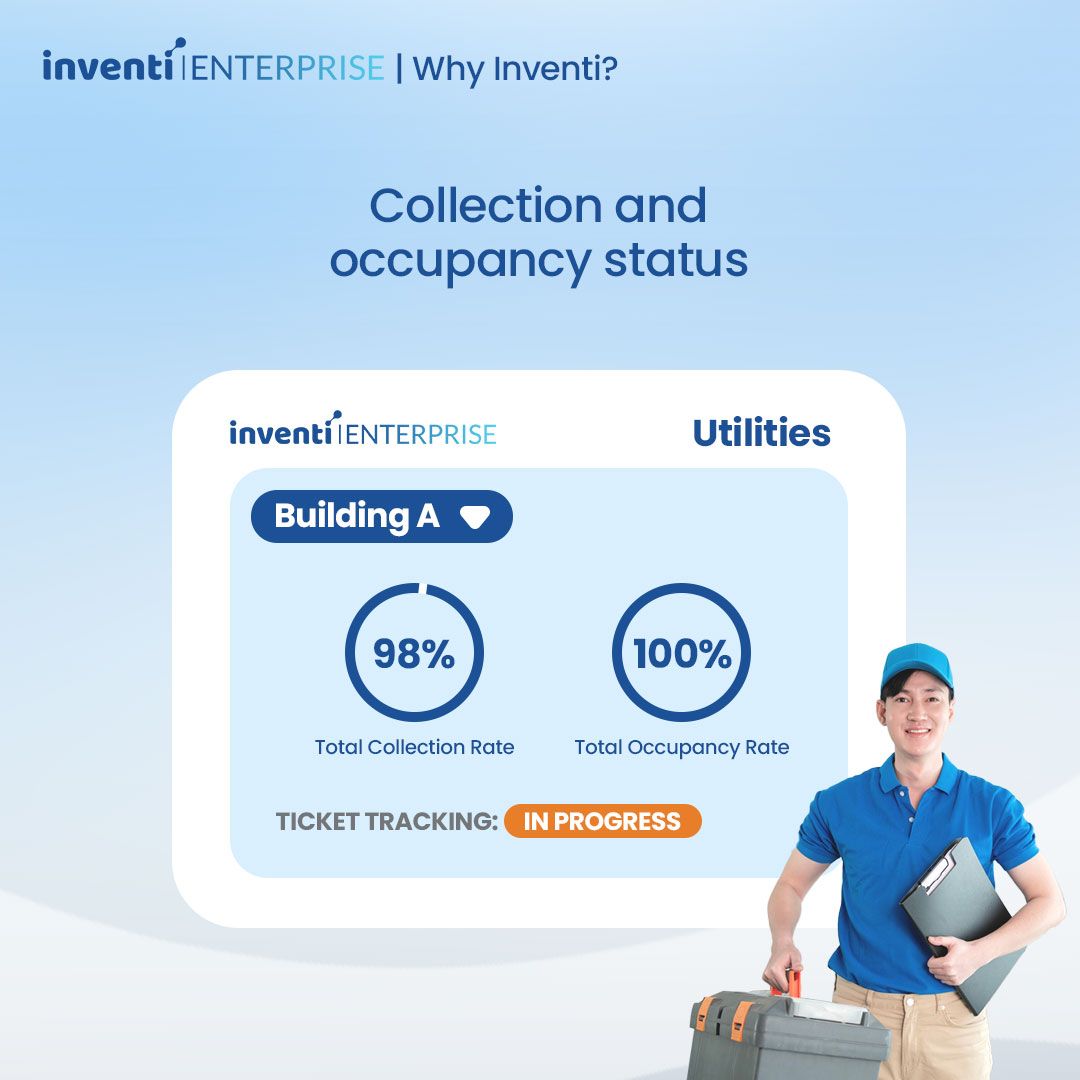 inventi ENTERPRISE | Why Inventi?
Collection and
occupancy status
inventi ENTERPRISE
Utilities
Building A
98%
100%
Total Collection Rate
Total Occupancy Rate
TICKET TRACKING: IN PROGRESS